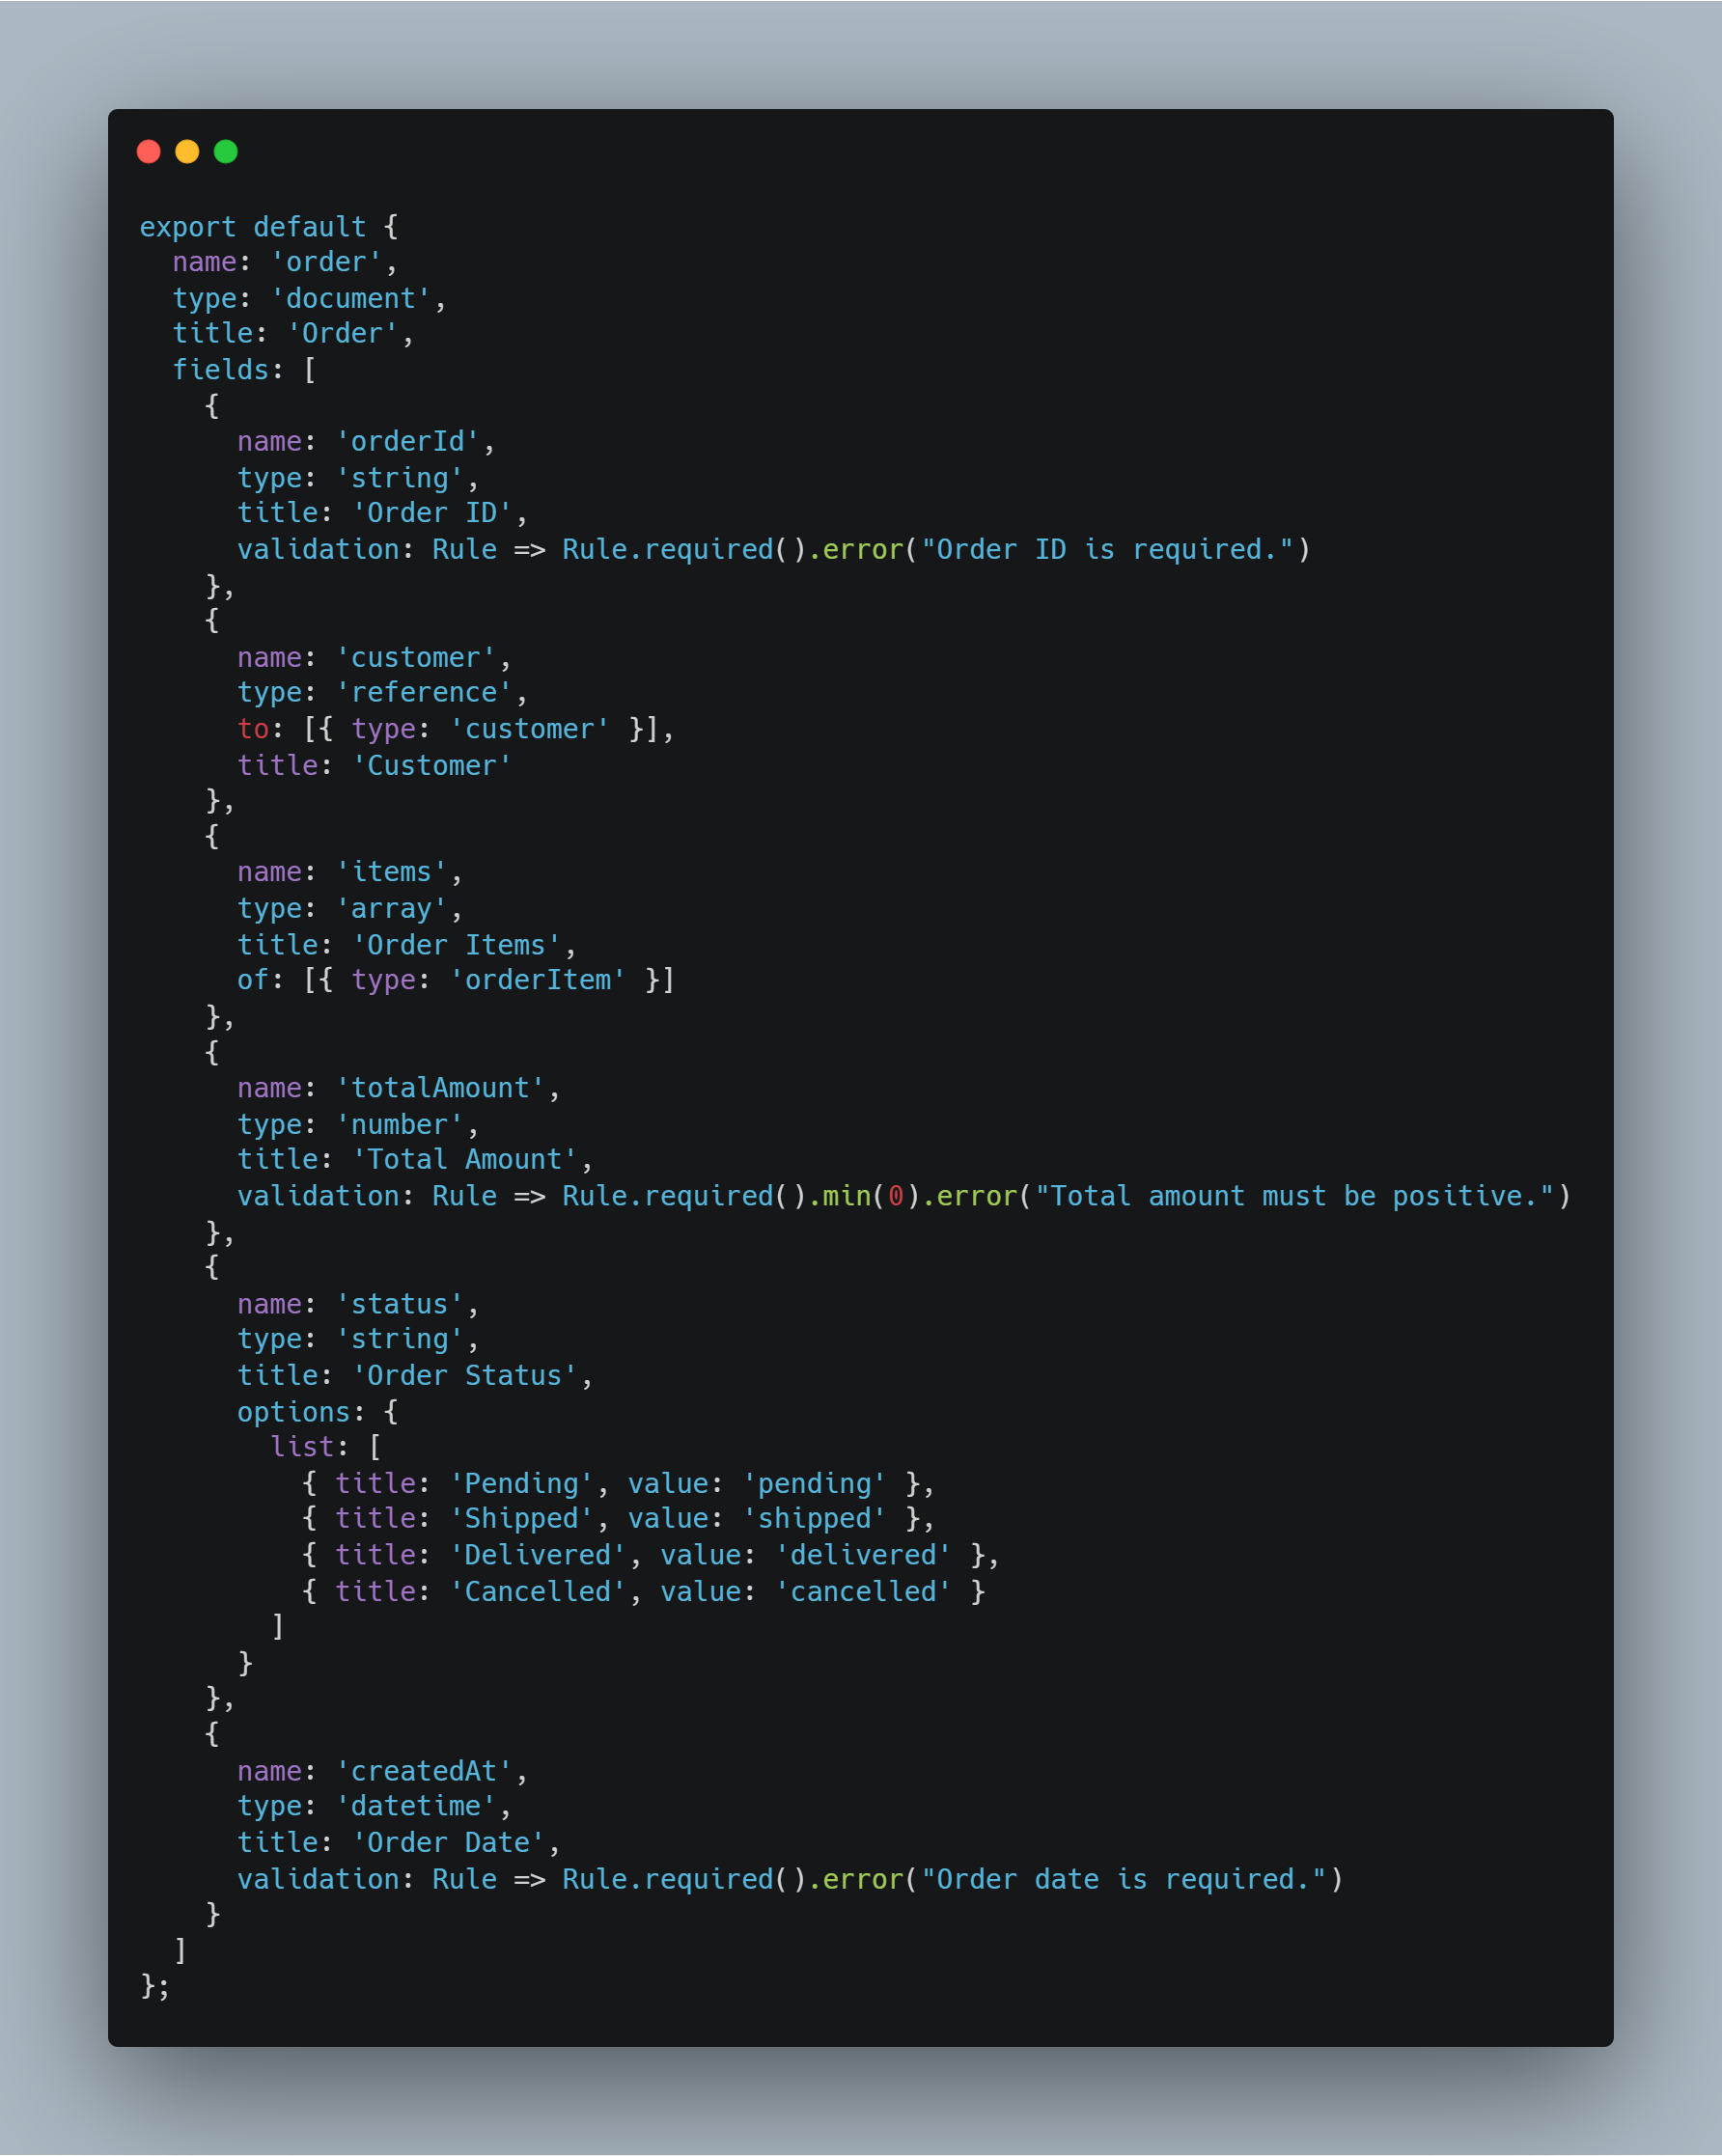 export default {
  name: 'order',
  type: 'document',
  title: 'Order',
  fields: [
    {
      name: 'orderId',
      type: 'string',
      title: 'Order ID',
      validation: Rule => Rule.required().error("Order ID is required.")
    },
    {
      name: 'customer',
      type: 'reference',
      to: [{ type: 'customer' }],
      title: 'Customer'
    },
    {
      name: 'items',
      type: 'array',
      title: 'Order Items',
      of: [{ type: 'orderItem' }]
    },
    {
      name: 'totalAmount',
      type: 'number',
      title: 'Total Amount',
      validation: Rule => Rule.required().min(0).error("Total amount must be positive.")
    },
    {
      name: 'status',
      type: 'string',
      title: 'Order Status',
      options: {
        list: [
          { title: 'Pending', value: 'pending' },
          { title: 'Shipped', value: 'shipped' },
          { title: 'Delivered', value: 'delivered' },
          { title: 'Cancelled', value: 'cancelled' }
        ]
      }
    },
    {
      name: 'createdAt',
      type: 'datetime',
      title: 'Order Date',
      validation: Rule => Rule.required().error("Order date is required.")
    }
  ]
};